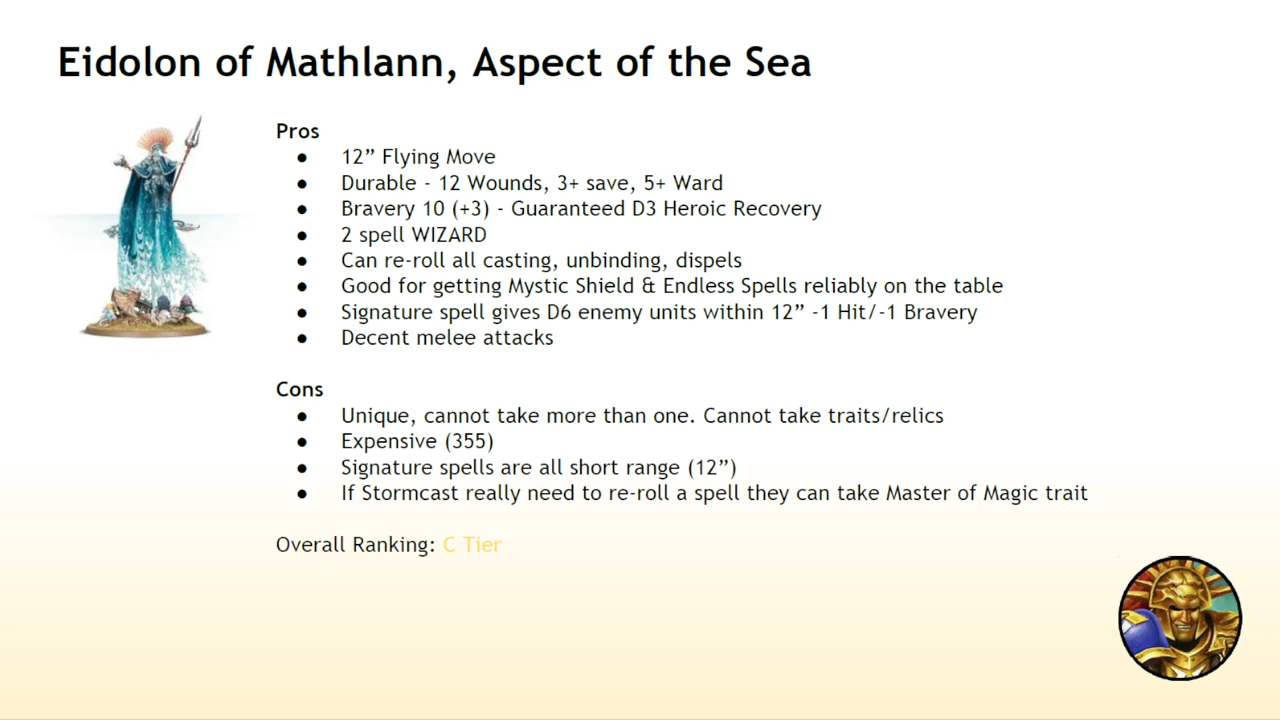 Eidolon of Mathlann, Aspect of the Sea
Pros
● 12” Flying Move
● Durable - 12 Wounds, 3+ save, 5+ Ward
● Bravery 10 (+3) - Guaranteed D3 Heroic Recovery
● 2 spell WIZARD
● Can re-roll all casting, unbinding, dispels
● Good for getting Mystic Shield & Endless Spells reliably on the table
● Signature spell gives D6 enemy units within 12” -1 Hit/-1 Bravery
● Decent melee attacks
Cons
● Unique, cannot take more than one. Cannot take traits/relics
● Expensive (355)
● Signature spells are all short range (12”)
● If Stormcast really need to re-roll a spell they can take Master of Magic trait
Overall Ranking: C Tier